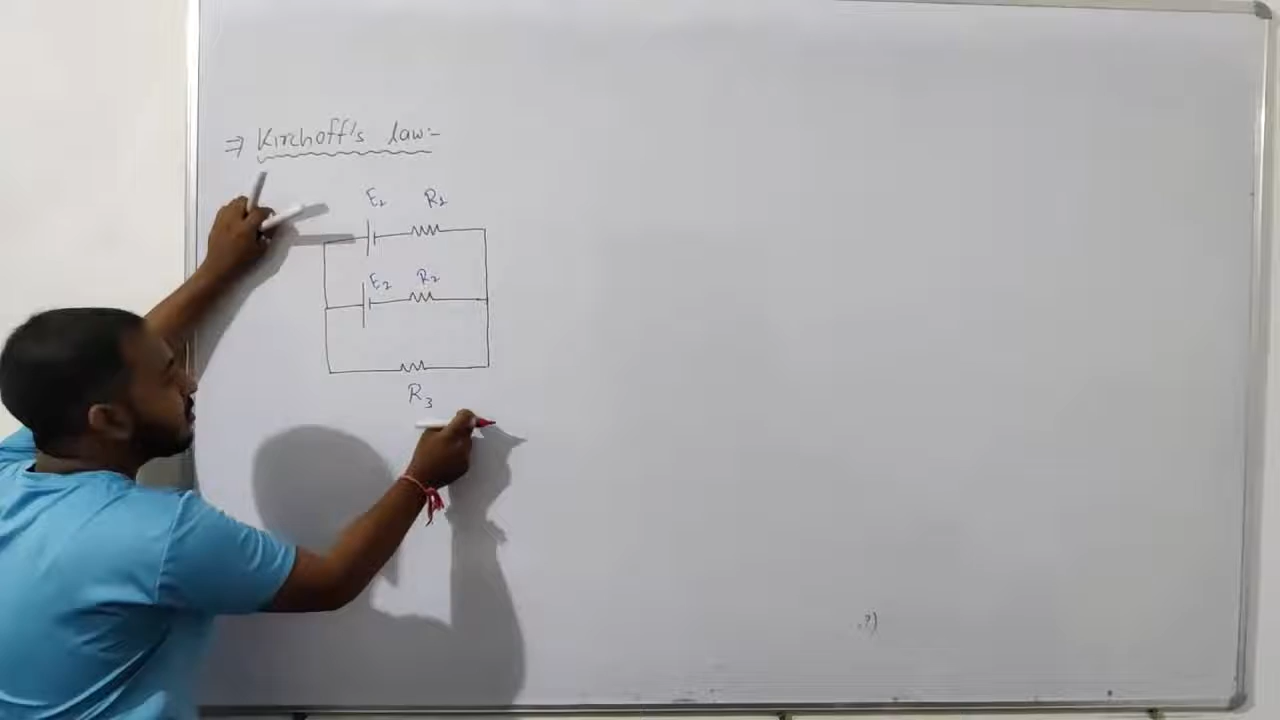 ⇒ Kirchoff's law:-
E₁ R₁
E₂ R₂
R₃